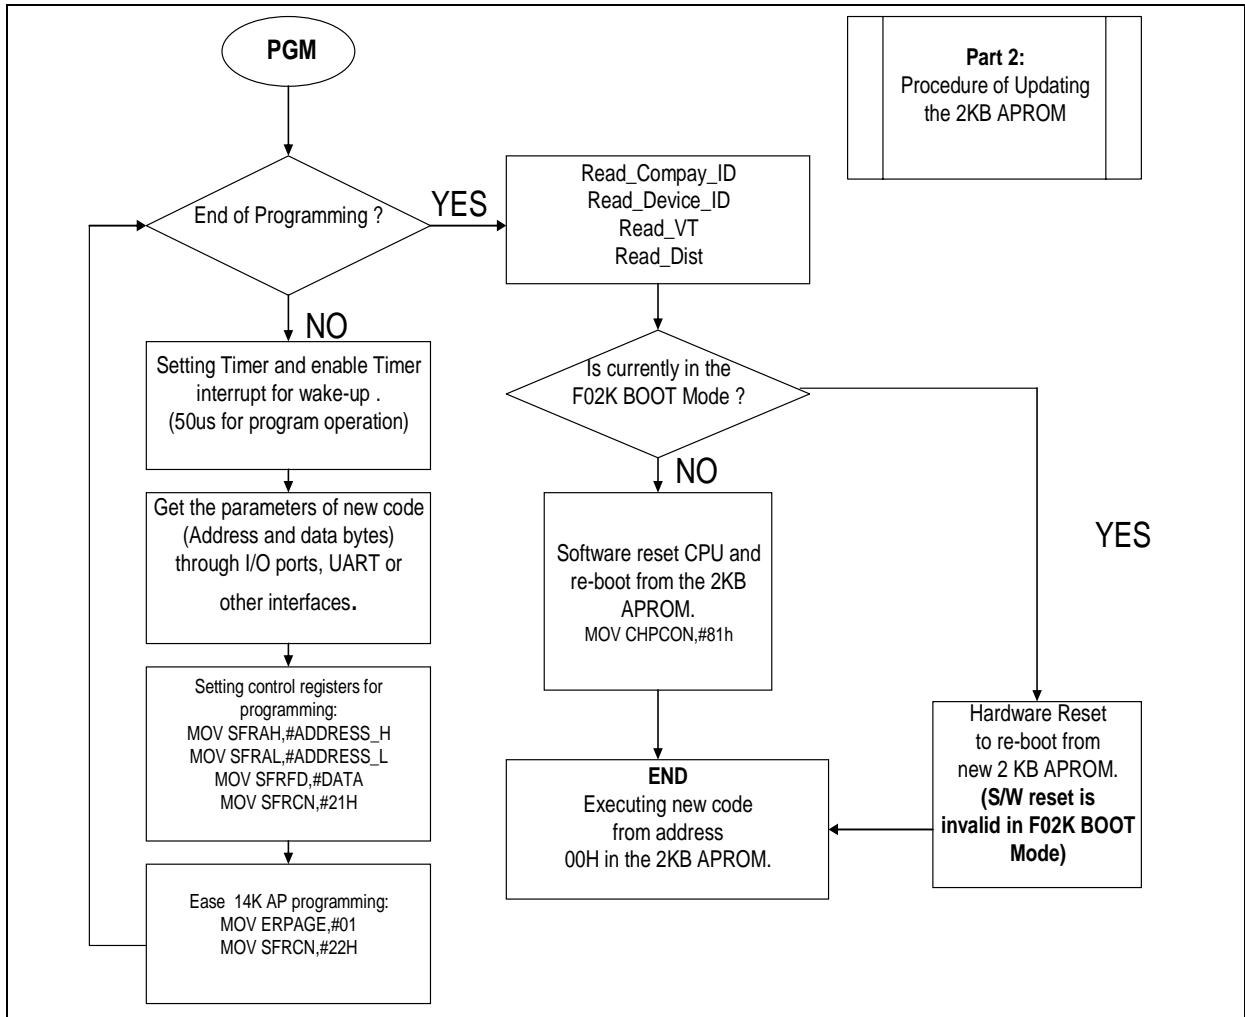 PGM
Part 2:
Procedure of Updating
the 2KB APROM
End of Programming ?
YES
Read_Compay_ID
Read_Device_ID
Read_VT
Read_Dist
NO
Setting Timer and enable Timer
interrupt for wake-up .
(50us for program operation)
Is currently in the
F02K BOOT Mode ?
NO
YES
Get the parameters of new code
(Address and data bytes)
through I/O ports, UART or
other interfaces.
Software reset CPU and
re-boot from the 2KB
APROM.
MOV CHPCON,#81h
Setting control registers for
programming:
MOV SFRAH,#ADDRESS_H
MOV SFRAL,#ADDRESS_L
MOV SFRFD,#DATA
MOV SFRCN,#21H
Hardware Reset
to re-boot from
new 2 KB APROM.
(S/W reset is
invalid in F02K BOOT
Mode)
END
Executing new code
from address
00H in the 2KB APROM.
Ease 14K AP programming:
MOV ERPAGE,#01
MOV SFRCN,#22H